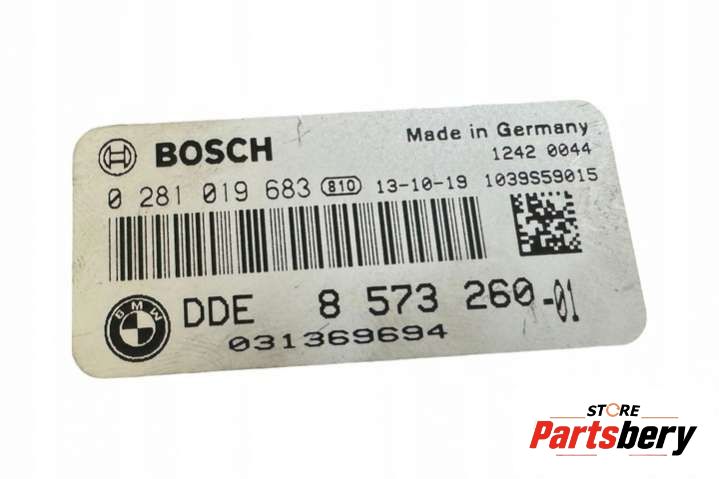 BOSCH
Made in Germany
1242 0044
0 281 019 683 810 13-10-19 1039S59015
BMW DDE 8 573 260-01
031369694
STORE
Partsbery